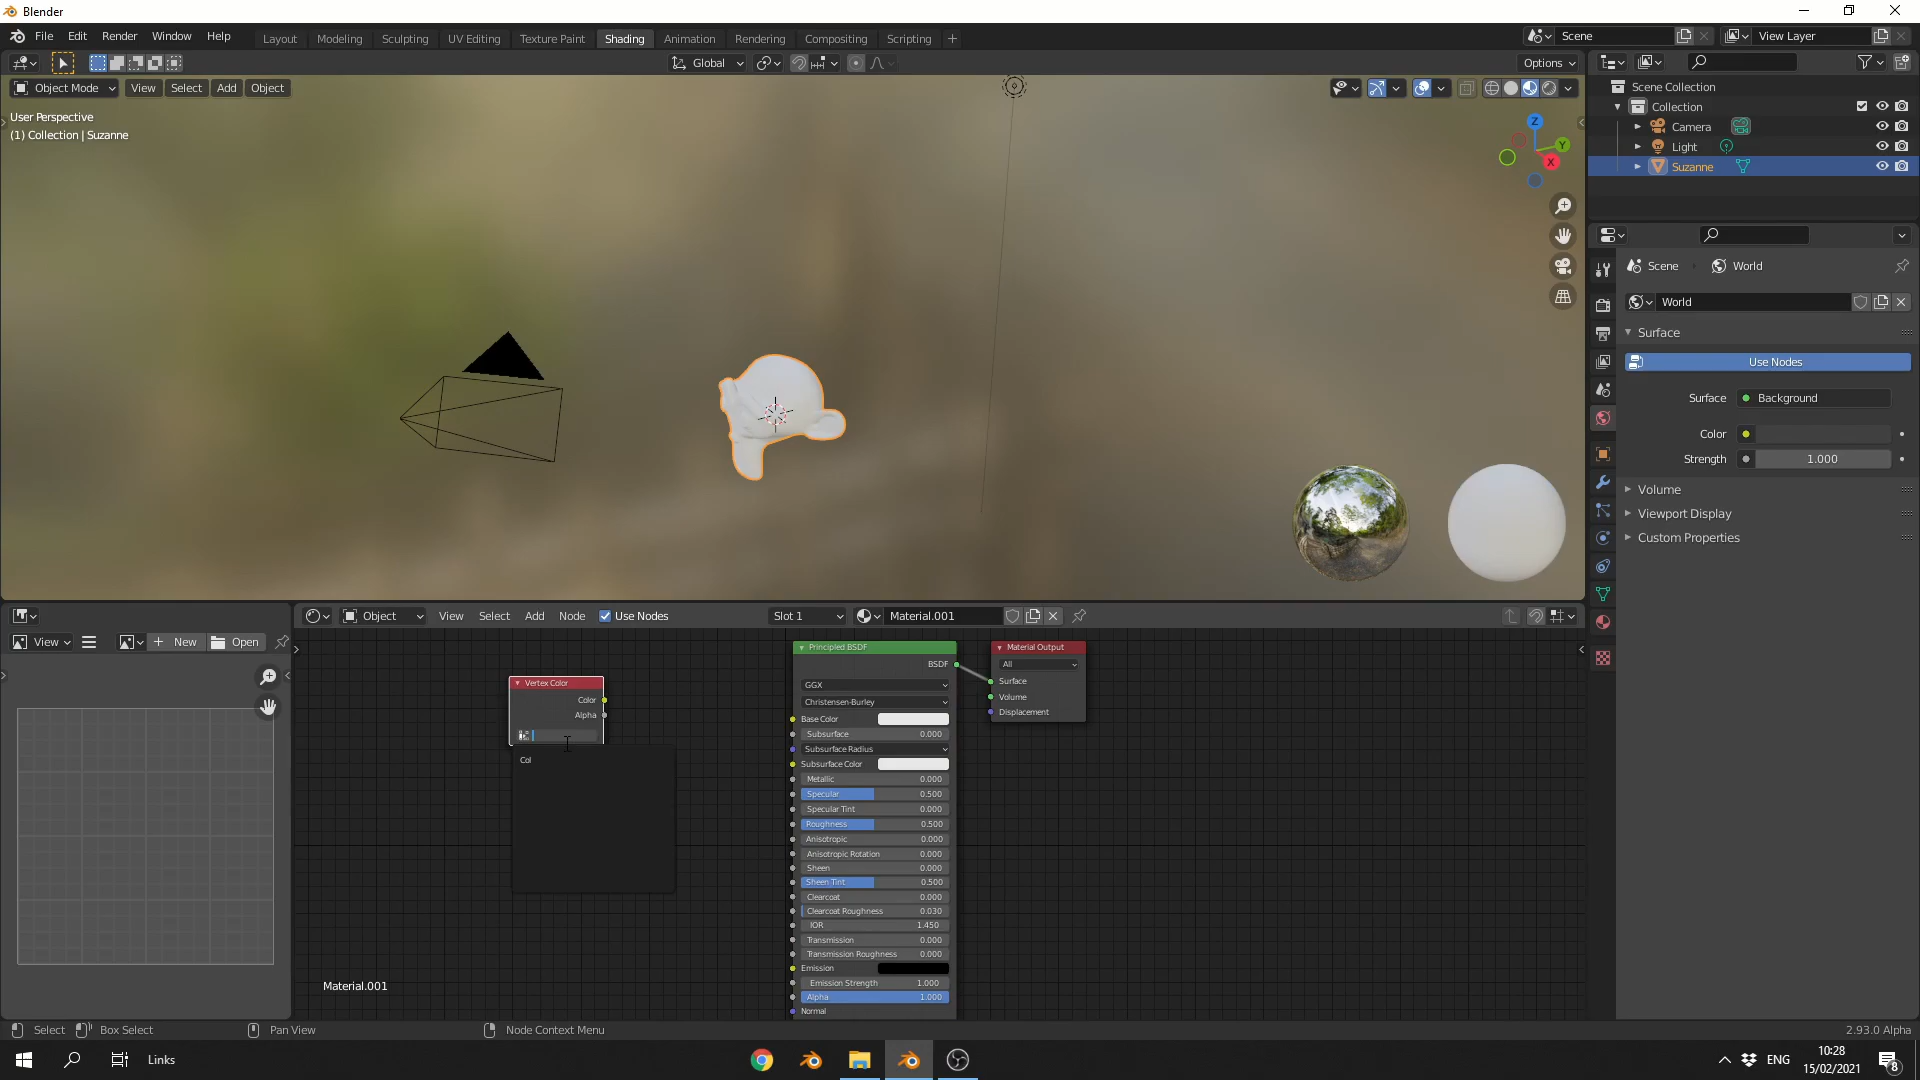 Blender
File Edit Render Window Help Layout Modeling Sculpting UV Editing Texture Paint Shading Animation Rendering Compositing Scripting + Scene View Layer
Global Options
Object Mode View Select Add Object
User Perspective
(1) Collection | Suzanne
Z
Y
X
Scene Collection
Collection
Camera
Light
Suzanne
Scene World
World
Surface
Use Nodes
Surface Background
Color
Strength 1.000
Volume
Viewport Display
Custom Properties
Object View Select Add Node Use Nodes Slot 1 Material.001
View + New Open
Vertex Color
Color
Alpha
Col
Principled BSDF
BSDF
GGX
Christensen-Burley
Base Color
Subsurface 0.000
Subsurface Radius
Subsurface Color
Metallic 0.000
Specular 0.500
Specular Tint 0.000
Roughness 0.500
Anisotropic 0.000
Anisotropic Rotation 0.000
Sheen 0.000
Sheen Tint 0.500
Clearcoat 0.000
Clearcoat Roughness 0.030
IOR 1.450
Transmission 0.000
Transmission Roughness 0.000
Emission
Emission Strength 1.000
Alpha 1.000
Normal
Material Output
All
Surface
Volume
Displacement
Material.001
Select Box Select Pan View Node Context Menu 2.93.0 Alpha
Links ENG 10:28
15/02/2021
8